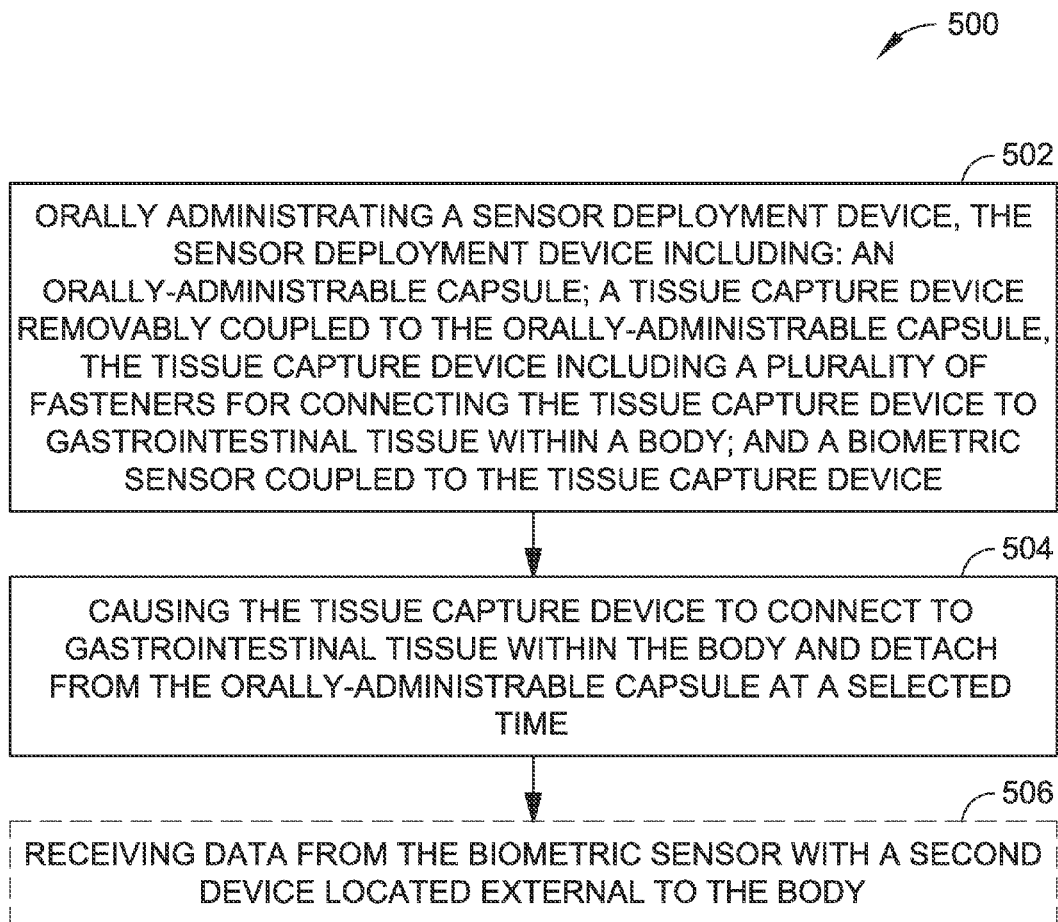 500
502
ORALLY ADMINISTRATING A SENSOR DEPLOYMENT DEVICE, THE
SENSOR DEPLOYMENT DEVICE INCLUDING: AN
ORALLY-ADMINISTRABLE CAPSULE; A TISSUE CAPTURE DEVICE
REMOVABLY COUPLED TO THE ORALLY-ADMINISTRABLE CAPSULE,
THE TISSUE CAPTURE DEVICE INCLUDING A PLURALITY OF
FASTENERS FOR CONNECTING THE TISSUE CAPTURE DEVICE TO
GASTROINTESTINAL TISSUE WITHIN A BODY; AND A BIOMETRIC
SENSOR COUPLED TO THE TISSUE CAPTURE DEVICE
504
CAUSING THE TISSUE CAPTURE DEVICE TO CONNECT TO
GASTROINTESTINAL TISSUE WITHIN THE BODY AND DETACH
FROM THE ORALLY-ADMINISTRABLE CAPSULE AT A SELECTED
TIME
506
RECEIVING DATA FROM THE BIOMETRIC SENSOR WITH A SECOND
DEVICE LOCATED EXTERNAL TO THE BODY